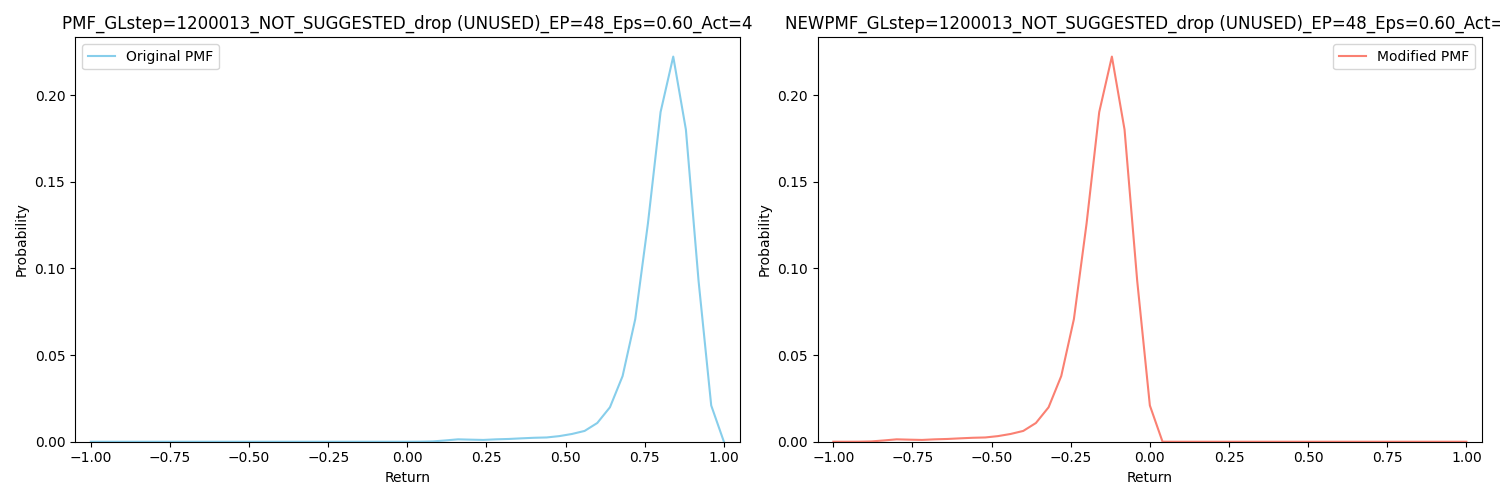 PMF_GLstep=1200013_NOT_SUGGESTED_drop (UNUSED)_EP=48_Eps=0.60_Act=4
Original PMF
Probability
0.20
0.15
0.10
0.05
0.00
−1.00 −0.75 −0.50 −0.25 0.00 0.25 0.50 0.75 1.00
Return
NEWPMF_GLstep=1200013_NOT_SUGGESTED_drop (UNUSED)_EP=48_Eps=0.60_Act=
Modified PMF
Probability
0.20
0.15
0.10
0.05
0.00
−1.00 −0.75 −0.50 −0.25 0.00 0.25 0.50 0.75 1.00
Return